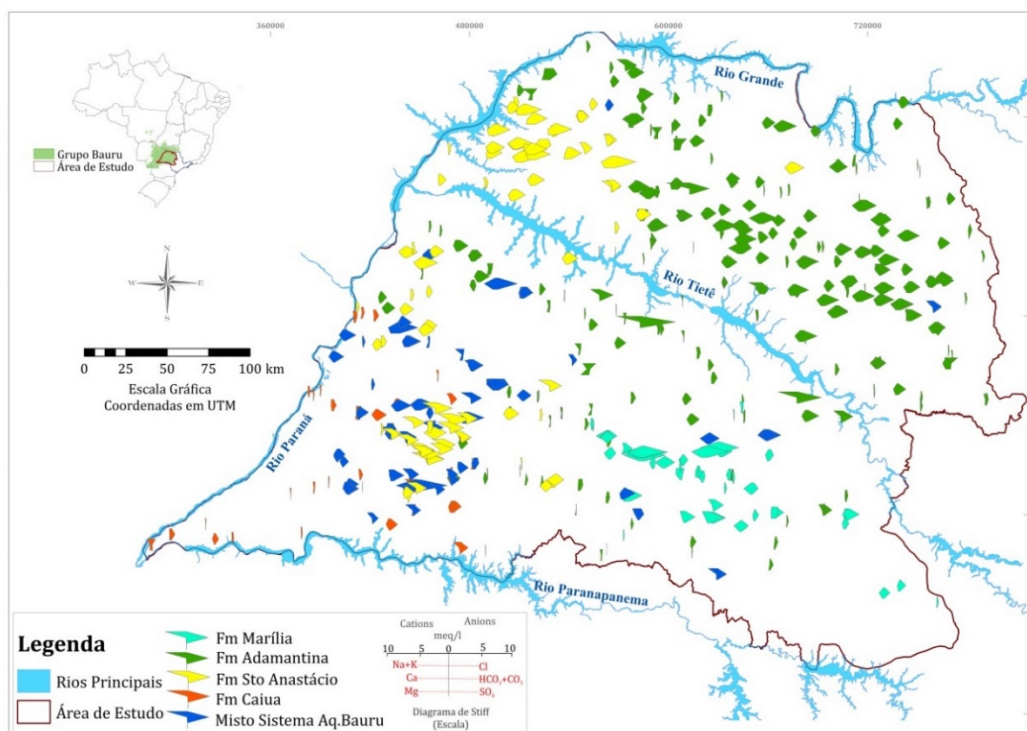 360000 480000 600000 720000
Rio Grande
Grupo Bauru
Área de Estudo
N
W E
S
Rio Tietê
0 25 50 75 100 km
Escala Gráfica
Coordenadas em UTM
Rio Paraná
Rio Paranapanema
Legenda
Rios Principais
Área de Estudo
Fm Marília
Fm Adamantina
Fm Sto Anastácio
Fm Caiua
Misto Sistema Aq.Bauru
Cations Anions
meq/l
10 5 0 5 10
Na+K Cl
Ca HCO₃+CO₃
Mg SO₄
Diagrama de Stiff
(Escala)